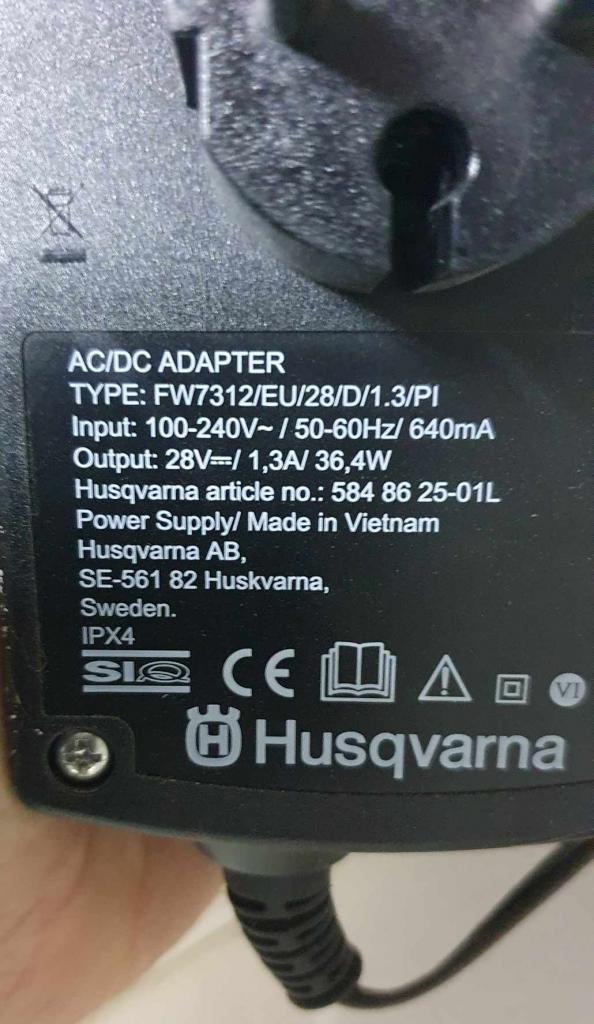 AC/DC ADAPTER
TYPE: FW7312/EU/28/D/1.3/PI
Input: 100-240V~ / 50-60Hz/ 640mA
Output: 28V⎓/ 1,3A/ 36,4W
Husqvarna article no.: 584 86 25-01L
Power Supply/ Made in Vietnam
Husqvarna AB,
SE-561 82 Huskvarna,
Sweden.
IPX4
SIQ CE VI
H Husqvarna